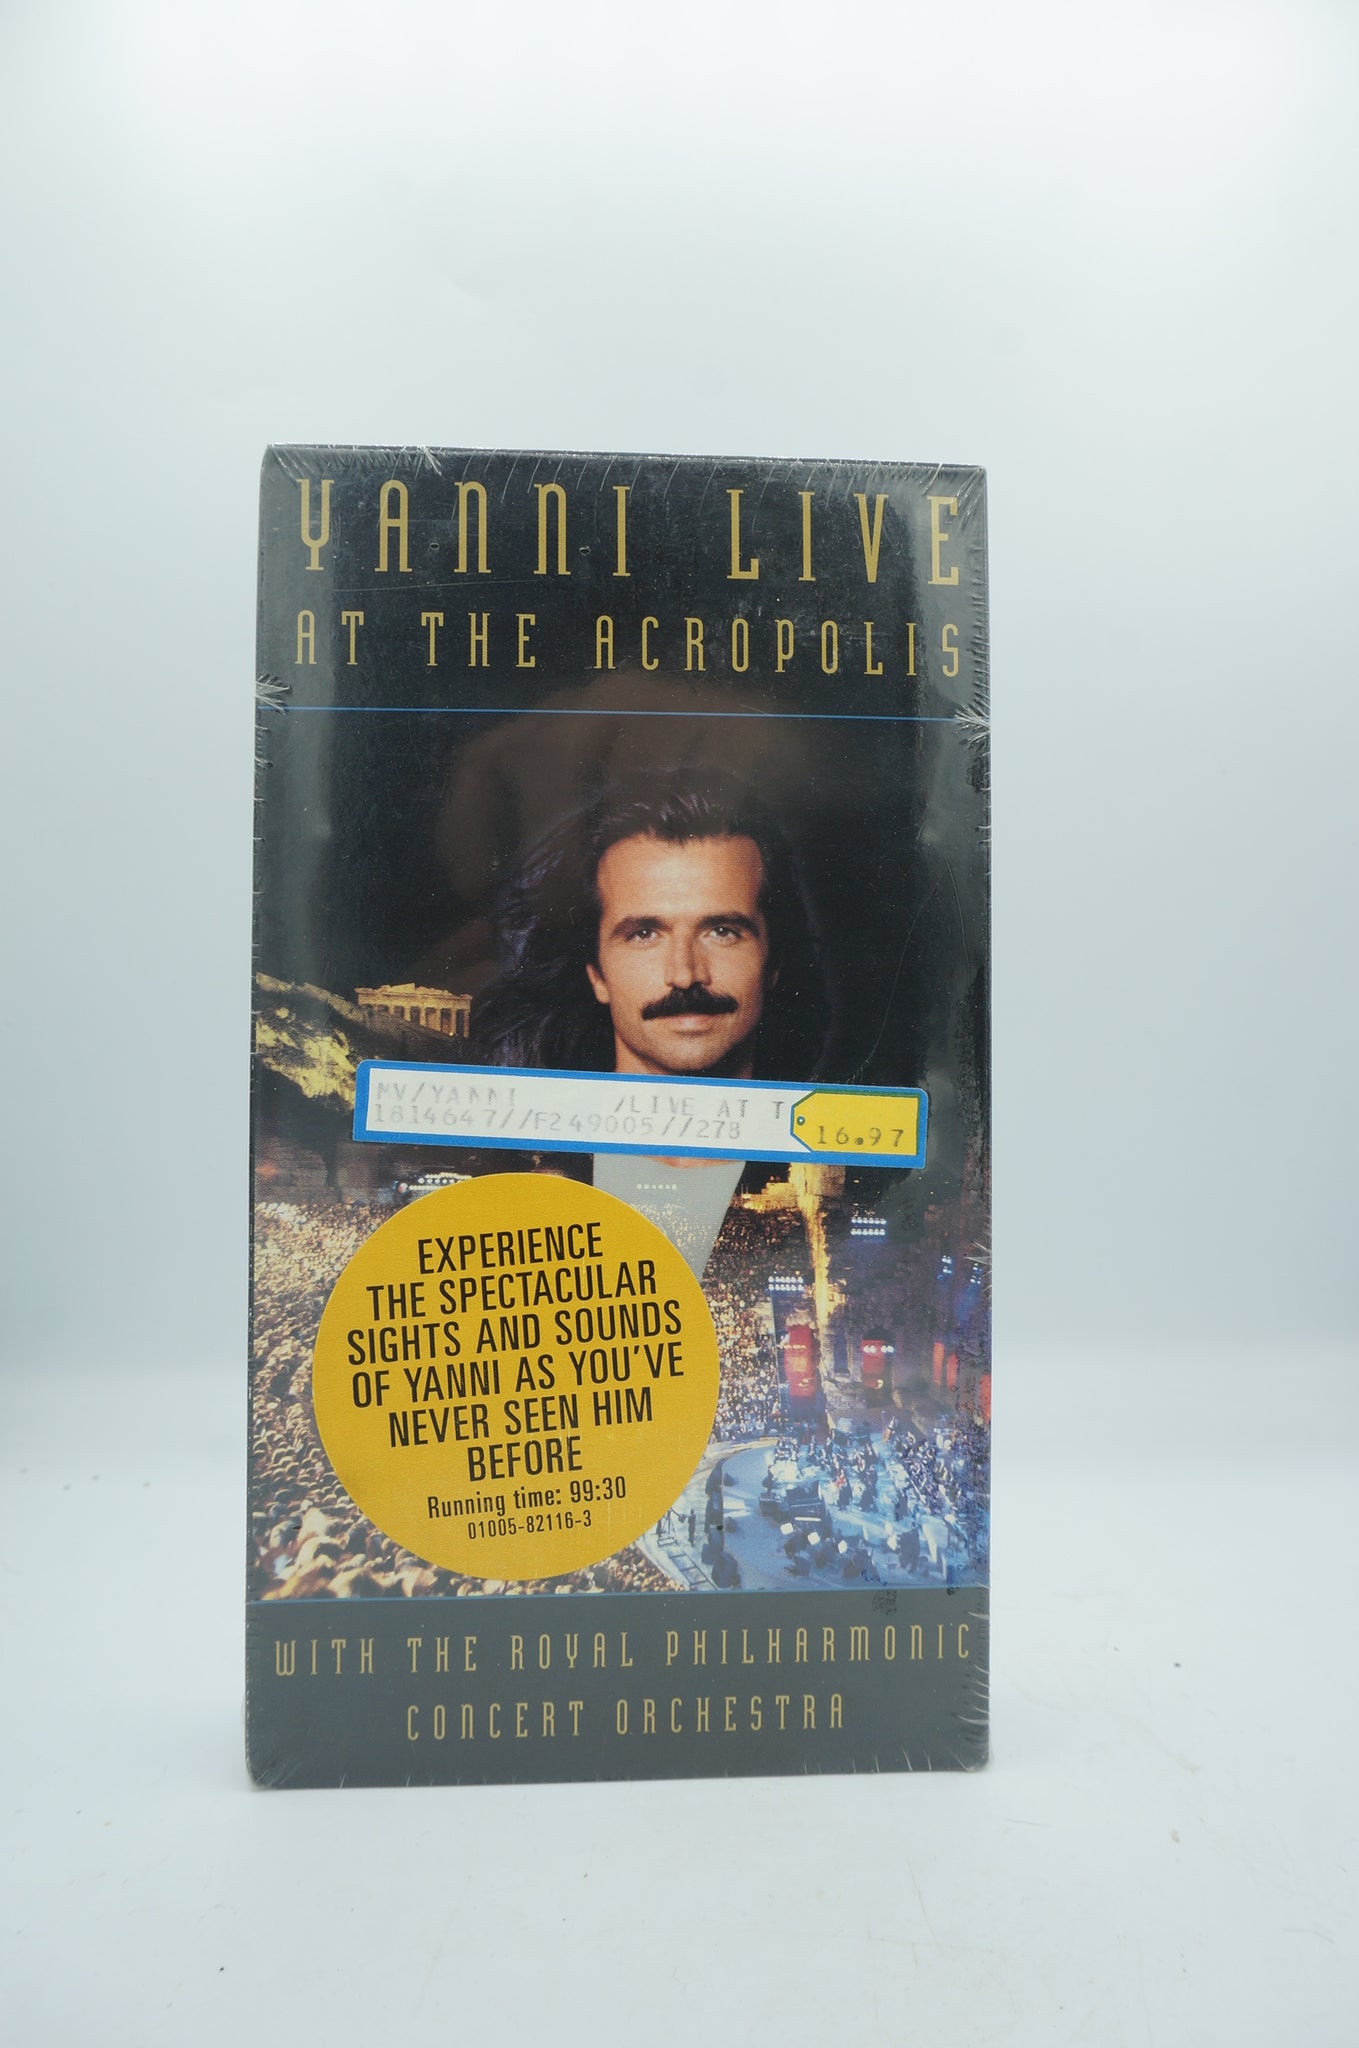 YANNI LIVE
AT THE ACROPOLIS
MV/YANNI /LIVE AT T
1814647//F249005//278
16.97
EXPERIENCE
THE SPECTACULAR
SIGHTS AND SOUNDS
OF YANNI AS YOU'VE
NEVER SEEN HIM
BEFORE
Running time: 99:30
01005-82116-3
WITH THE ROYAL PHILHARMONIC
CONCERT ORCHESTRA